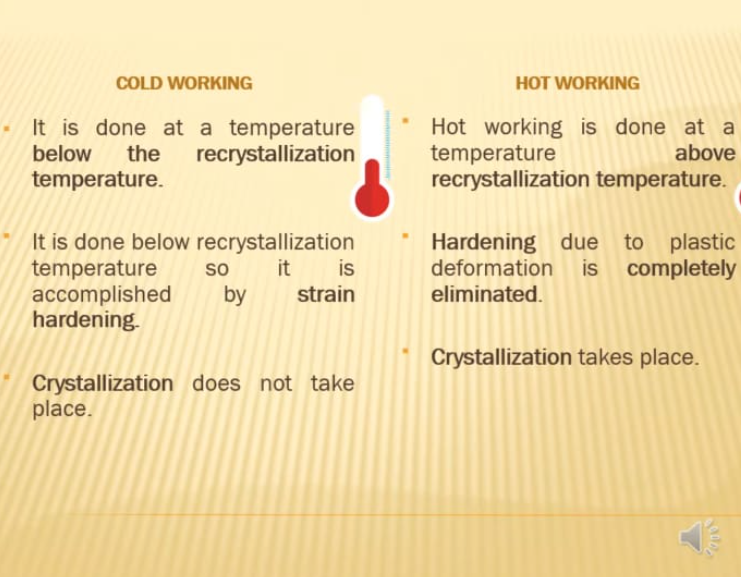 COLD WORKING
It is done at a temperature
below the recrystallization
temperature.
It is done below recrystallization
temperature so it is
accomplished by strain
hardening.
Crystallization does not take
place.
HOT WORKING
Hot working is done at a
temperature above
recrystallization temperature.
Hardening due to plastic
deformation is completely
eliminated.
Crystallization takes place.